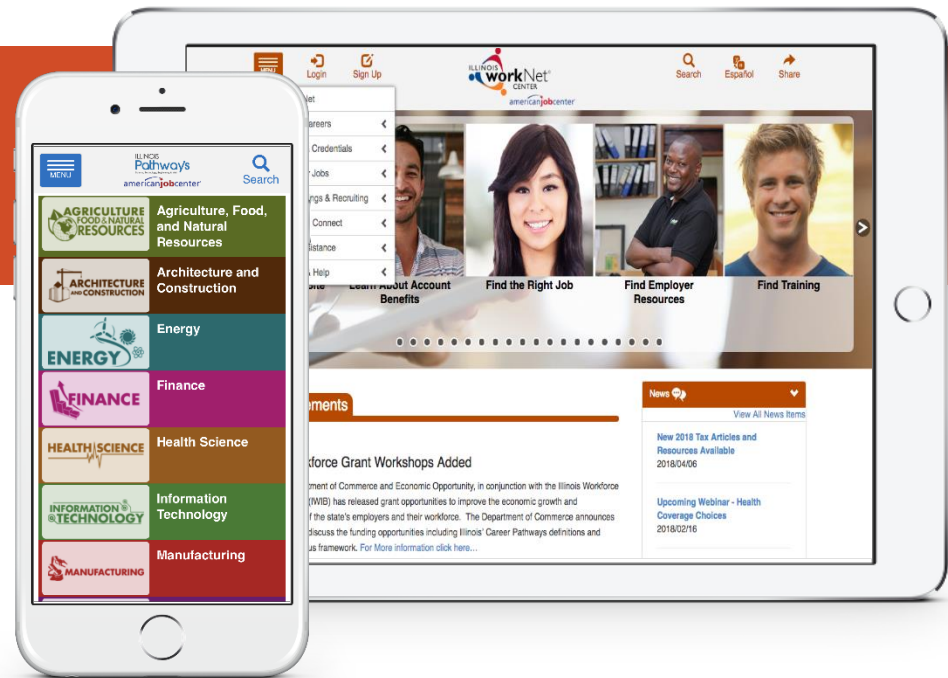 MENU
ILLINOIS
Pathways
americanjobcenter
Search
AGRICULTURE
FOOD & NATURAL
RESOURCES
Agriculture, Food,
and Natural
Resources
ARCHITECTURE
AND CONSTRUCTION
Architecture and
Construction
ENERGY
Energy
FINANCE
Finance
HEALTH SCIENCE
Health Science
INFORMATION
TECHNOLOGY
Information
Technology
MANUFACTURING
Manufacturing
MENU
Login
Sign Up
ILLINOIS
workNet®
CENTER
americanjobcenter
Search
Español
Share
Credentials
Jobs
& Recruiting
Connect
Help
Learn About Account
Benefits
Find the Right Job
Find Employer
Resources
Find Training
Grant Workshops Added
of Commerce and Economic Opportunity, in conjunction with the Illinois Workforce
(IWIB) has released grant opportunities to improve the economic growth and
the state's employers and their workforce. The Department of Commerce announces
discuss the funding opportunities including Illinois' Career Pathways definitions and
framework. For More information click here...
News
View All News Items
New 2018 Tax Articles and
Resources Available
2018/04/06
Upcoming Webinar - Health
Coverage Choices
2018/02/16